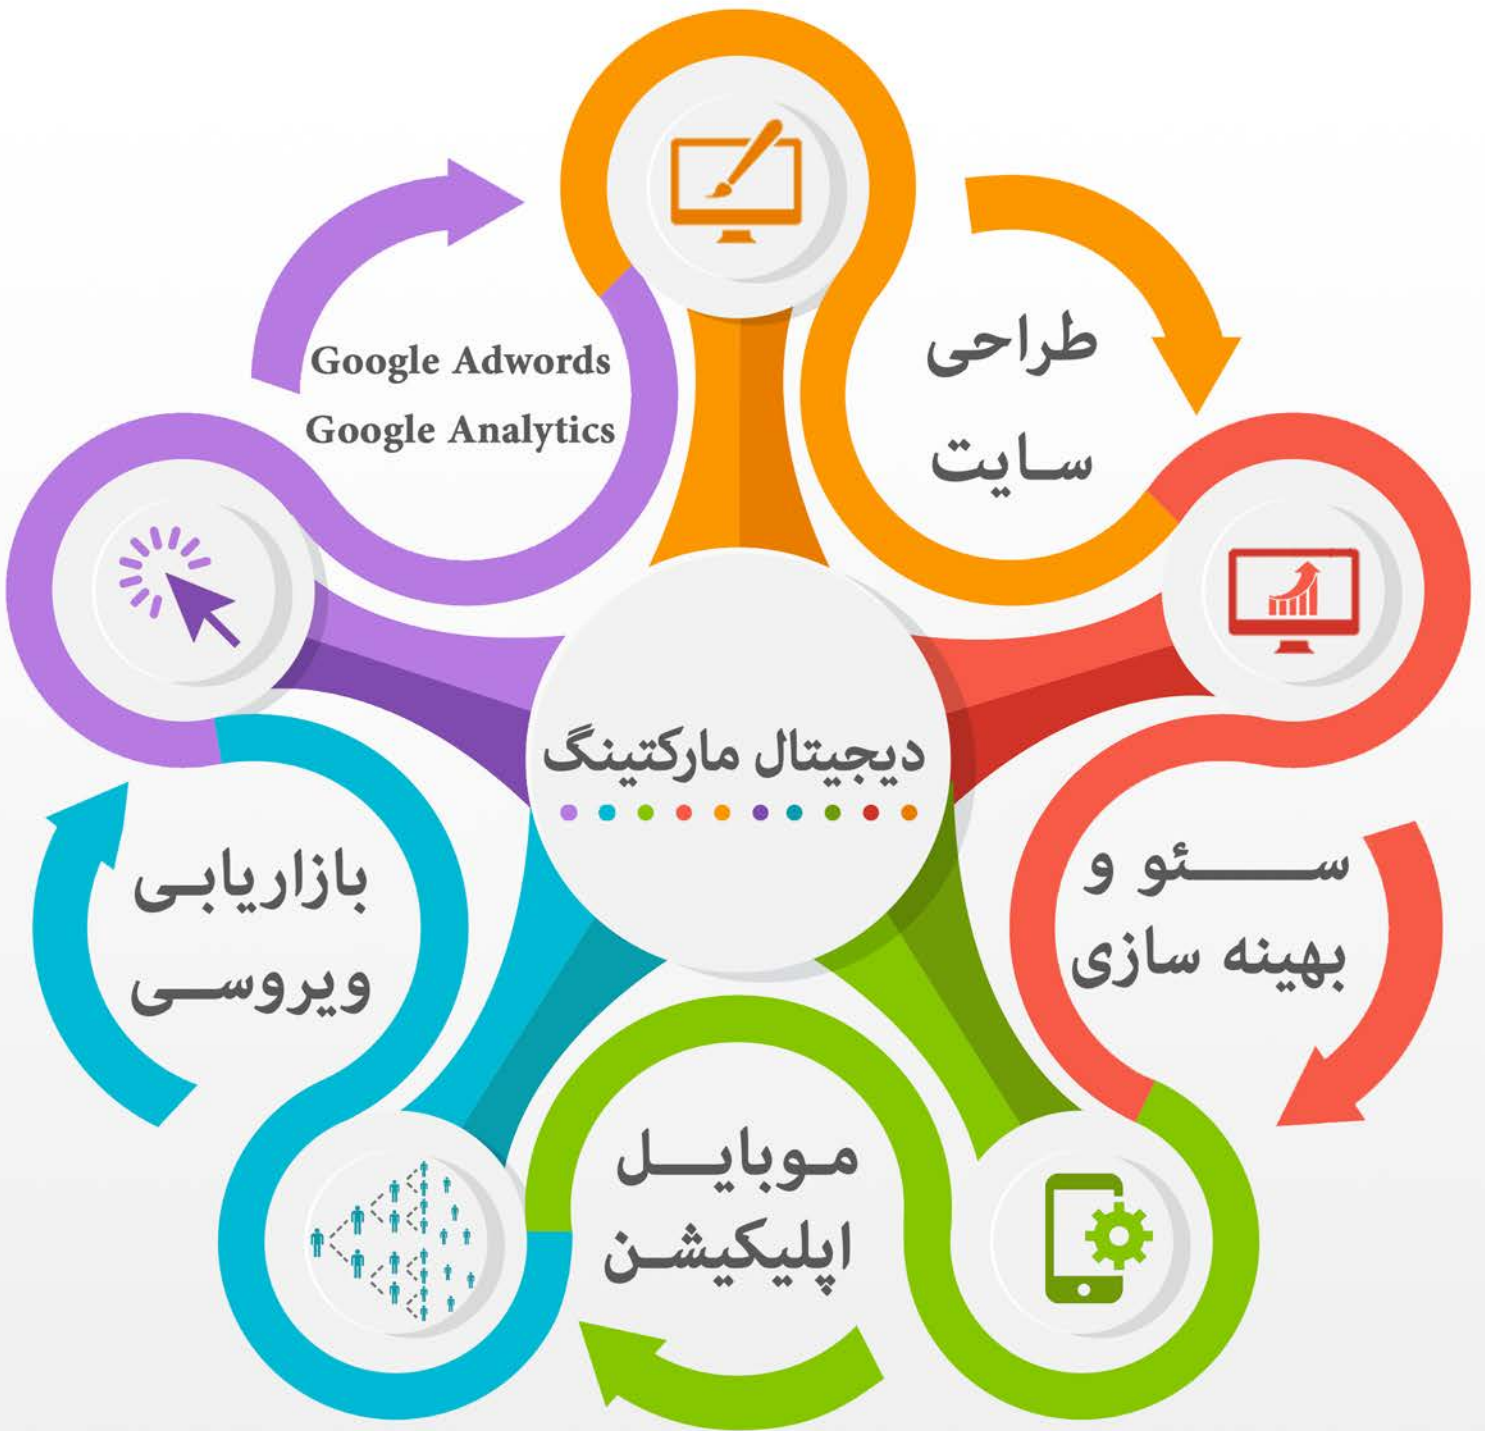 Google Adwords
Google Analytics
طراحی
سایت
دیجیتال مارکتینگ
سئو و
بهینه سازی
موبایل
اپلیکیشن
بازاریابی
ویروسی